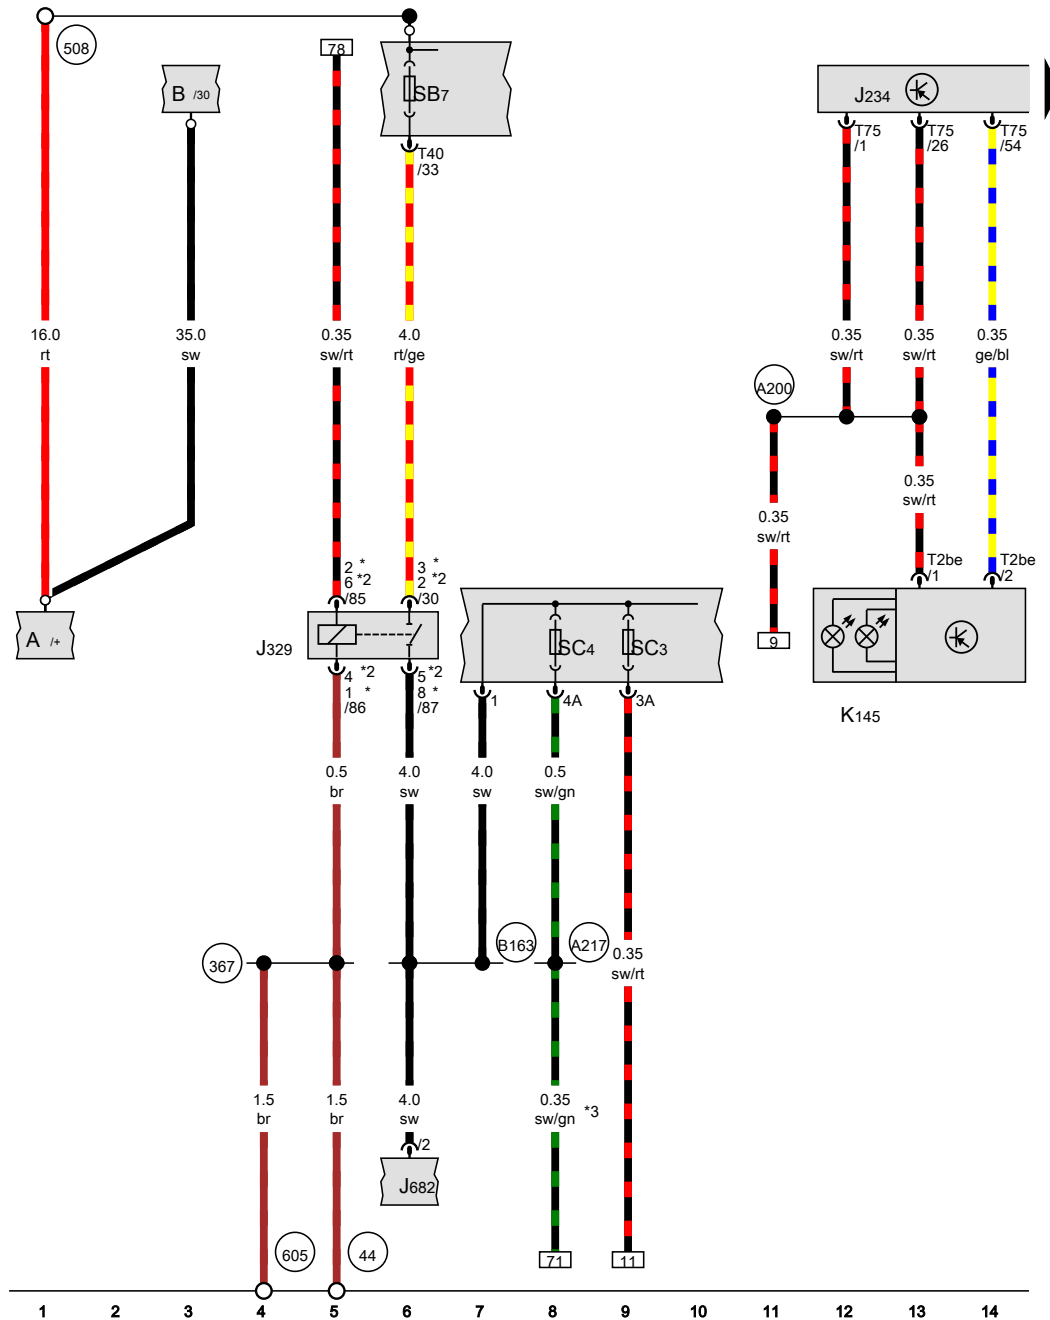 508
78
B /30
SB7
T40
/33
J234
T75
/1
T75
/26
T75
/54
16.0
rt
35.0
sw
0.35
sw/rt
4.0
rt/ge
0.35
sw/rt
0.35
sw/rt
0.35
ge/bl
A200
0.35
sw/rt
0.35
sw/rt
2 *
6 *2
/85
3 *
2 *2
/30
T2be
/1
T2be
/2
A /+
J329
SC4
SC3
9
4 *2
1 *
/86
5 *2
8 *
/87
1
4A
3A
K145
0.5
br
4.0
sw
4.0
sw
0.5
sw/gn
367
B163
A217
0.35
sw/rt
1.5
br
1.5
br
4.0
sw
0.35
sw/gn *3
/2
J682
605
44
71
11
1 2 3 4 5 6 7 8 9 10 11 12 13 14